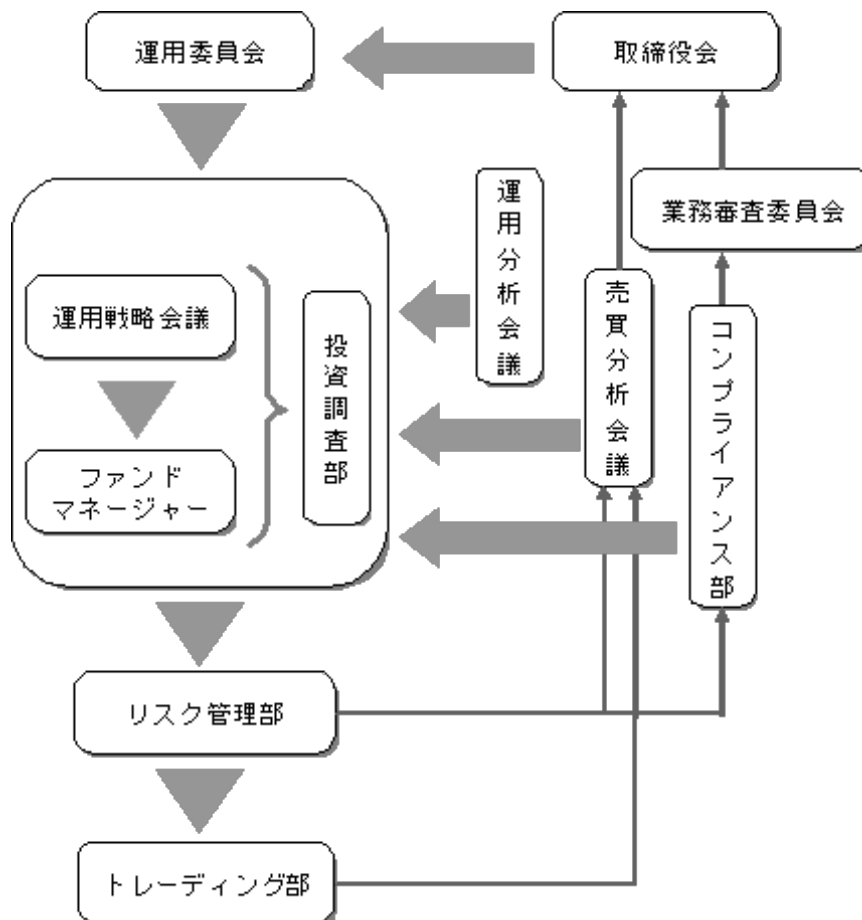 運用委員会
取締役会
運用分析会議
業務審査委員会
運用戦略会議
投資調査部
売買分析会議
コンプライアンス部
ファンド
マネージャー
リスク管理部
トレーディング部